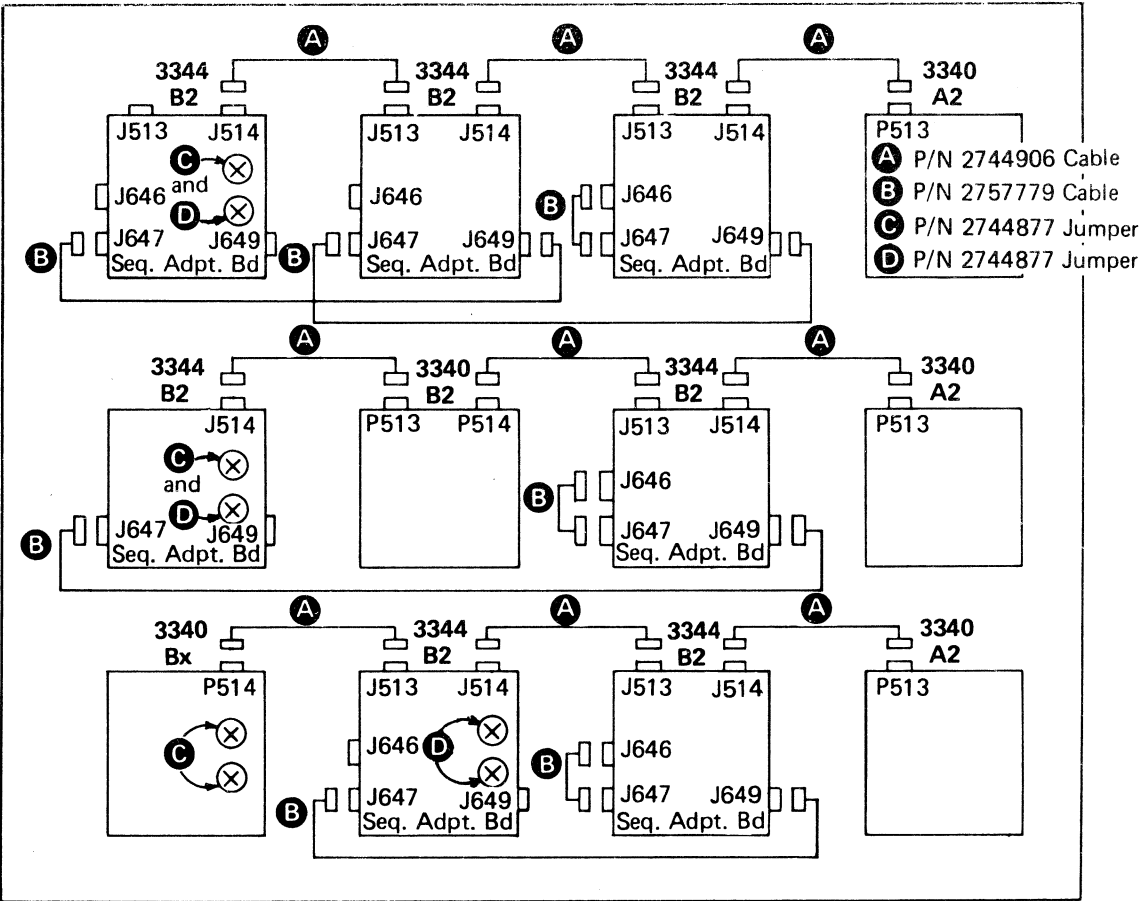 A A A
3344 3344 3344 3340
B2 B2 B2 A2
J513 J514 J513 J514 J513 J514 P513
C
and
D
J646 J646 B J646
B J647 J649 B J647 J649 J647 J649
Seq. Adpt. Bd Seq. Adpt. Bd Seq. Adpt. Bd
A P/N 2744906 Cable
B P/N 2757779 Cable
C P/N 2744877 Jumper
D P/N 2744877 Jumper
A A A
3344 3340 3344 3340
B2 B2 B2 A2
J514 P513 P514 J513 J514 P513
C
and
D
B J646
B J647 J649 J647 J649
Seq. Adpt. Bd Seq. Adpt. Bd
A A A
3340 3344 3344 3340
Bx B2 B2 A2
P514 J513 J514 J513 J514 P513
C J646 D B J646
B J647 J649 J647 J649
Seq. Adpt. Bd Seq. Adpt. Bd